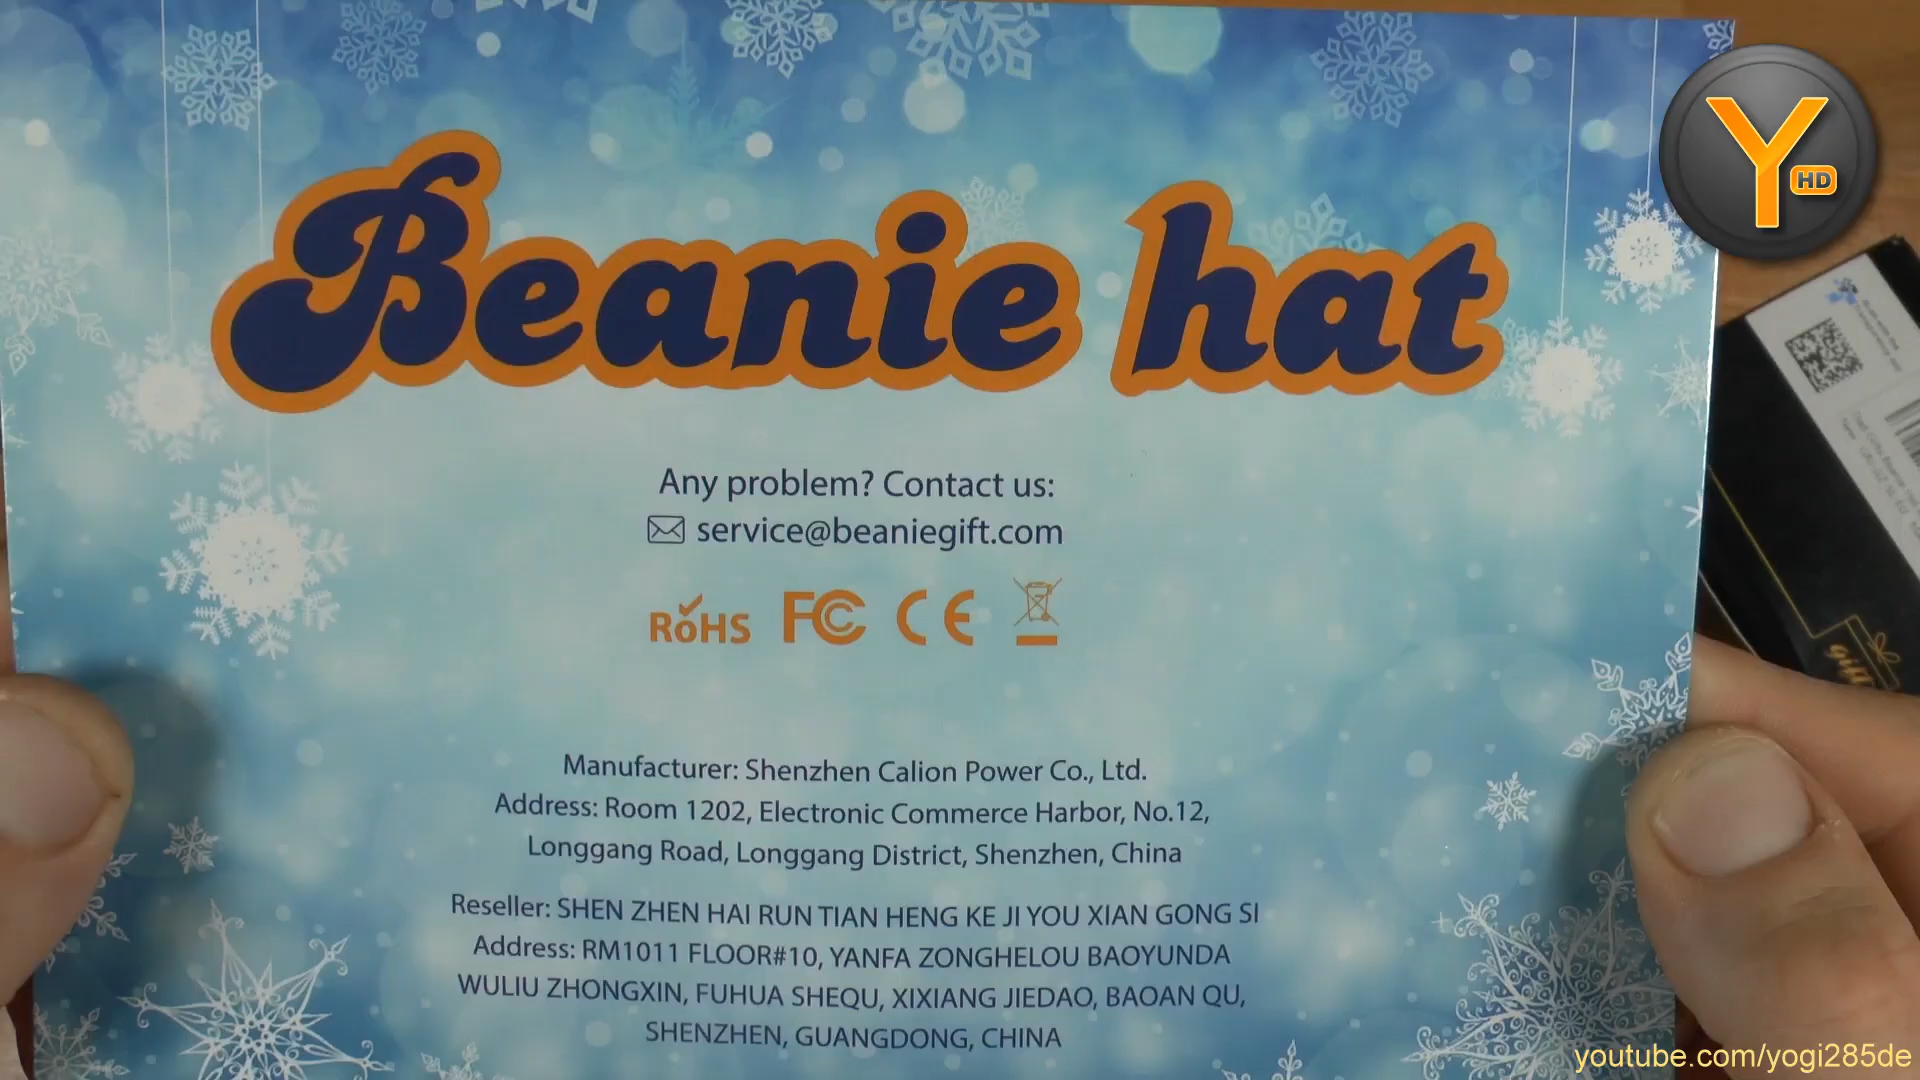 Y
HD
Beanie hat
Any problem? Contact us:
service@beaniegift.com
RoHS FC CE
Manufacturer: Shenzhen Calion Power Co., Ltd.
Address: Room 1202, Electronic Commerce Harbor, No.12,
Longgang Road, Longgang District, Shenzhen, China
Reseller: SHEN ZHEN HAI RUN TIAN HENG KE JI YOU XIAN GONG SI
Address: RM1011 FLOOR#10, YANFA ZONGHELOU BAOYUNDA
WULIU ZHONGXIN, FUHUA SHEQU, XIXIANG JIEDAO, BAOAN QU,
SHENZHEN, GUANGDONG, CHINA
youtube.com/yogi285de